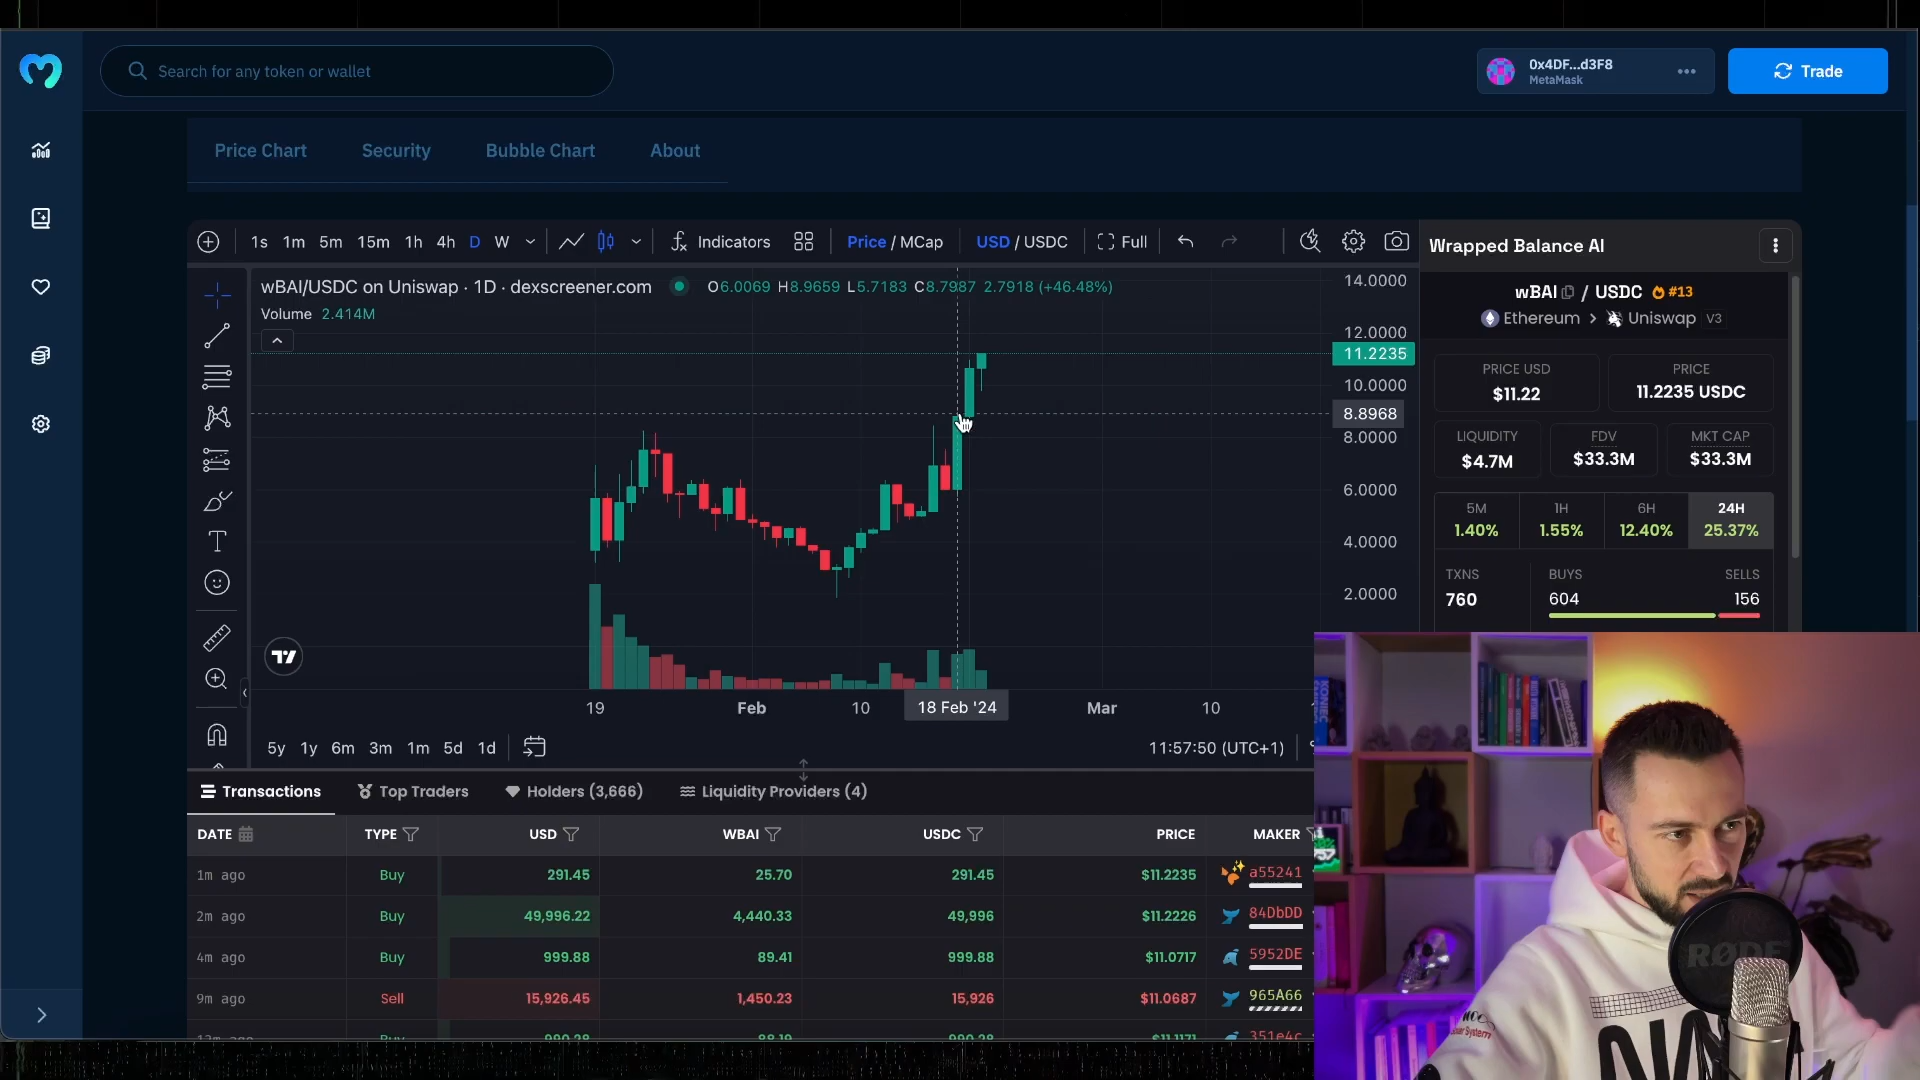 Search for any token or wallet
0x4DF...d3F8
MetaMask
Trade
Price Chart Security Bubble Chart About
1s 1m 5m 15m 1h 4h D W Indicators Price / MCap USD / USDC Full
Wrapped Balance AI
wBAI/USDC on Uniswap · 1D · dexscreener.com O6.0069 H8.9659 L5.7183 C8.7987 2.7918 (+46.48%)
Volume 2.414M
14.0000
12.0000
11.2235
10.0000
8.8968
8.0000
6.0000
4.0000
2.0000
wBAI / USDC #13
Ethereum > Uniswap V3
PRICE USD PRICE
$11.22 11.2235 USDC
LIQUIDITY FDV MKT CAP
$4.7M $33.3M $33.3M
5M 1H 6H 24H
1.40% 1.55% 12.40% 25.37%
TXNS BUYS SELLS
760 604 156
19 Feb 10 18 Feb '24 Mar 10
5y 1y 6m 3m 1m 5d 1d 11:57:50 (UTC+1)
Transactions Top Traders Holders (3,666) Liquidity Providers (4)
DATE TYPE USD WBAI USDC PRICE MAKER
1m ago Buy 291.45 25.70 291.45 $11.2235 a55241
2m ago Buy 49,996.22 4,440.33 49,996 $11.2226 84DbDD
4m ago Buy 999.88 89.41 999.88 $11.0717 5952DE
9m ago Sell 15,926.45 1,450.23 15,926 $11.0687 965A66
RØDE
KONIEC